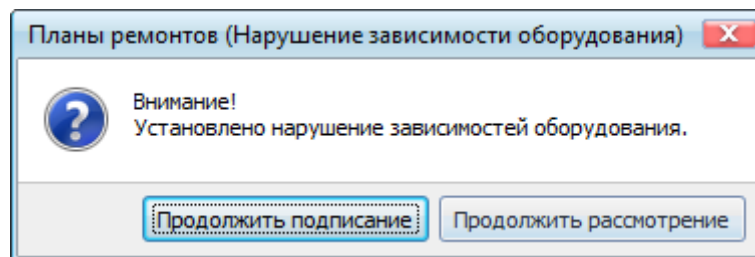 Планы ремонтов (Нарушение зависимости оборудования)
Внимание!
Установлено нарушение зависимостей оборудования.
Продолжить подписание Продолжить рассмотрение